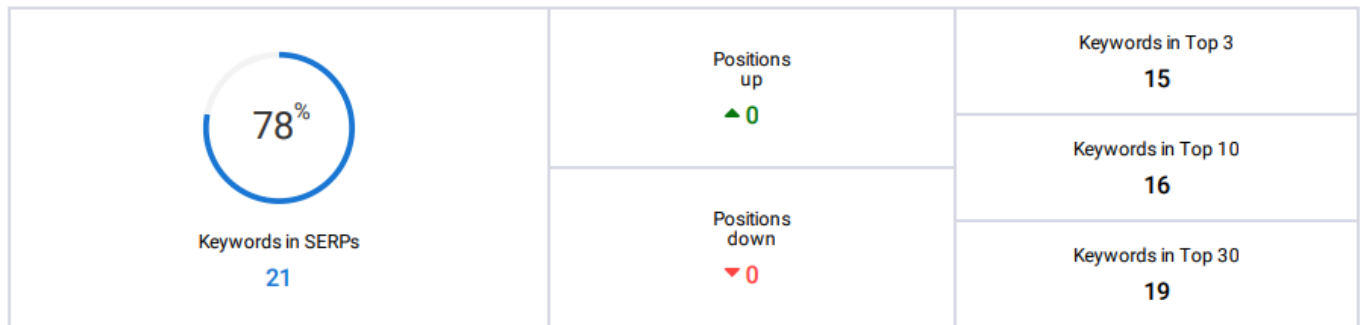 78%
Keywords in SERPs
21
Positions
up
▲ 0
Positions
down
▼ 0
Keywords in Top 3
15
Keywords in Top 10
16
Keywords in Top 30
19